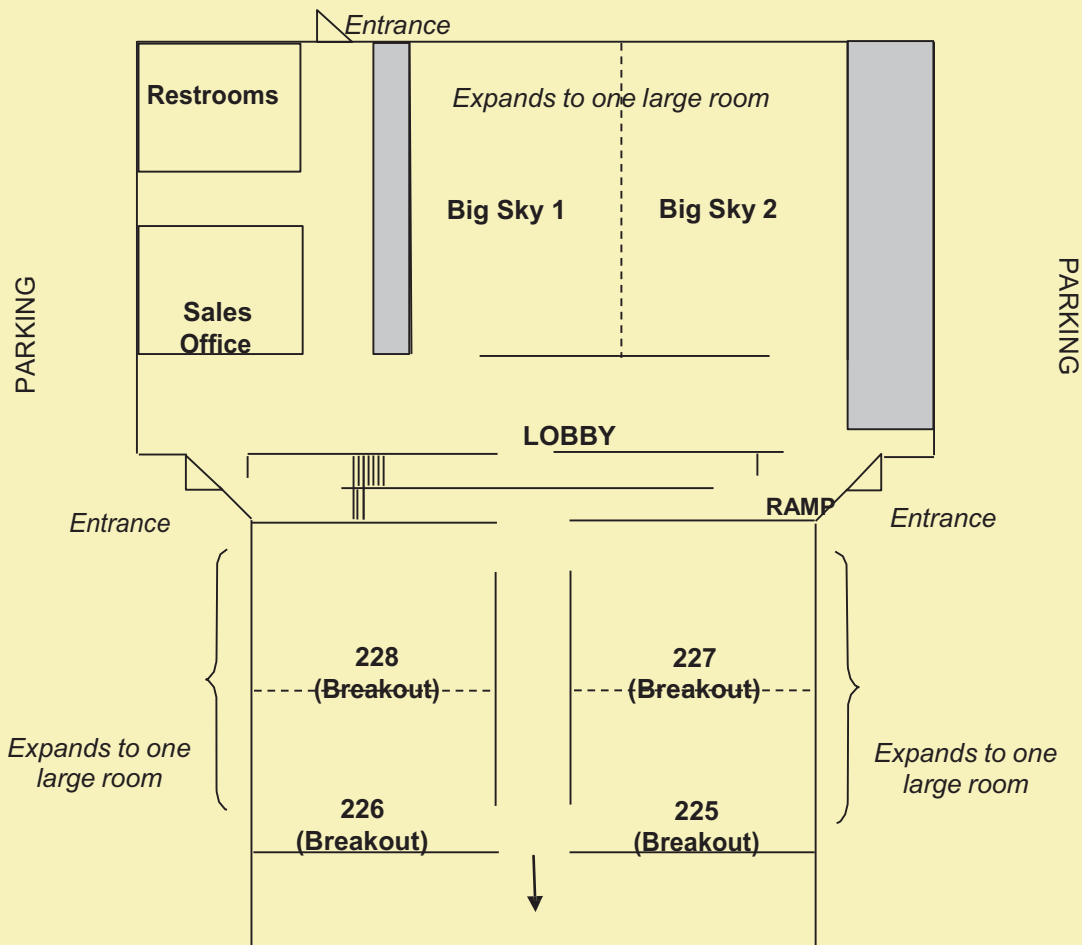 Entrance
Restrooms
Expands to one large room
Big Sky 1
Big Sky 2
Sales
Office
PARKING
PARKING
LOBBY
RAMP
Entrance
Entrance
228
(Breakout)
227
(Breakout)
Expands to one
large room
Expands to one
large room
226
(Breakout)
225
(Breakout)